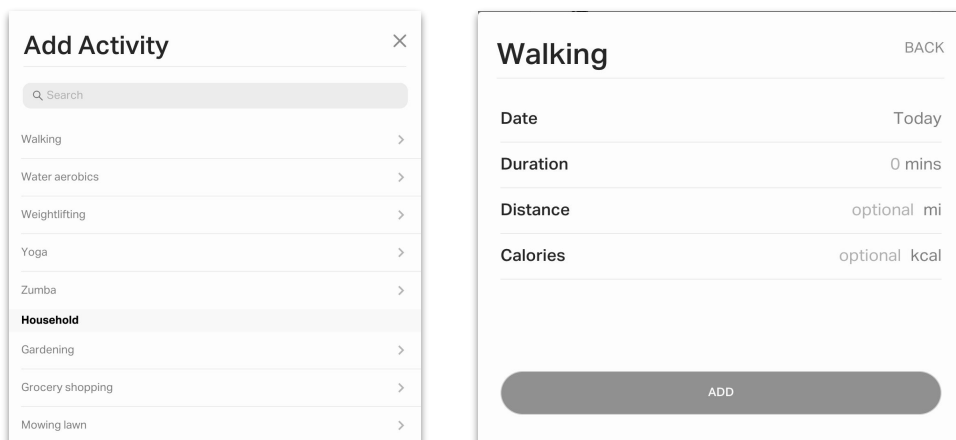 Add Activity
Search
Walking
Water aerobics
Weightlifting
Yoga
Zumba
Household
Gardening
Grocery shopping
Mowing lawn
Walking BACK
Date Today
Duration 0 mins
Distance optional mi
Calories optional kcal
ADD